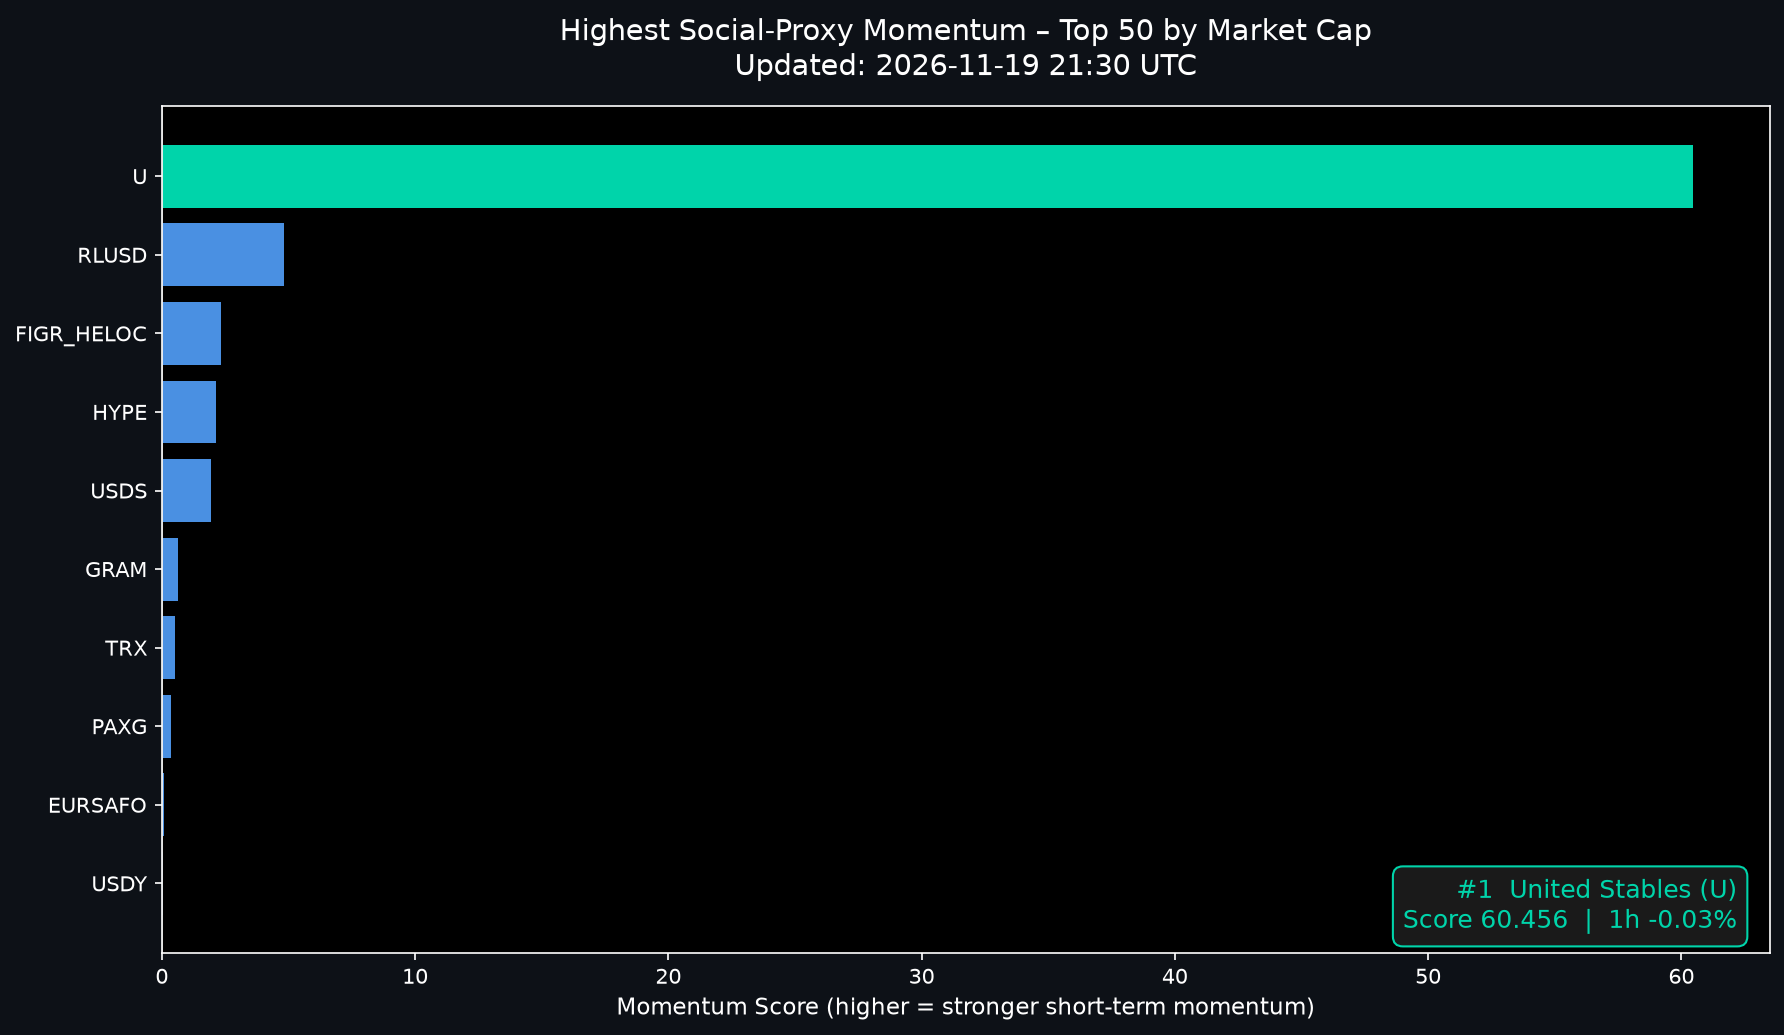 Highest Social-Proxy Momentum – Top 50 by Market Cap
Updated: 2026-11-19 21:30 UTC
U
RLUSD
FIGR_HELOC
HYPE
USDS
GRAM
TRX
PAXG
EURSAFO
USDY
#1  United Stables (U)
Score 60.456  |  1h -0.03%
0 10 20 30 40 50 60
Momentum Score (higher = stronger short-term momentum)